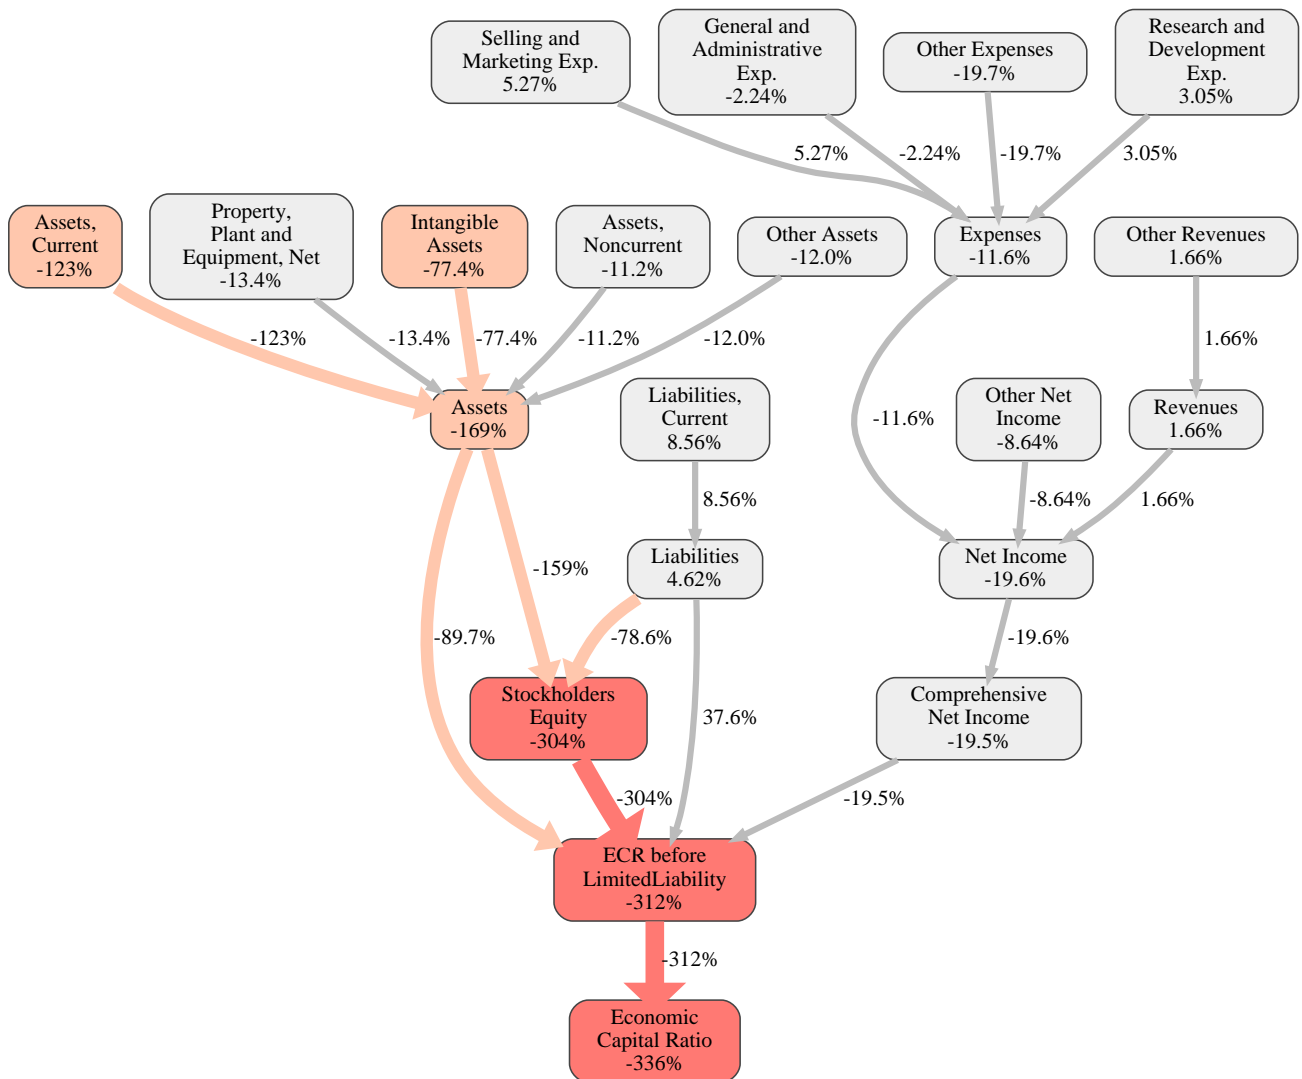 Selling and
Marketing Exp.
5.27%
General and
Administrative
Exp.
-2.24%
Other Expenses
-19.7%
Research and
Development
Exp.
3.05%
5.27%
-2.24%
-19.7%
3.05%
Assets,
Current
-123%
Property,
Plant and
Equipment, Net
-13.4%
Intangible
Assets
-77.4%
Assets,
Noncurrent
-11.2%
Other Assets
-12.0%
Expenses
-11.6%
Other Revenues
1.66%
-123%
-13.4%
-77.4%
-11.2%
-12.0%
1.66%
Assets
-169%
Liabilities,
Current
8.56%
-11.6%
Other Net
Income
-8.64%
Revenues
1.66%
8.56%
-8.64%
1.66%
-159%
Liabilities
4.62%
Net Income
-19.6%
-89.7%
-78.6%
-19.6%
Stockholders
Equity
-304%
37.6%
Comprehensive
Net Income
-19.5%
-304%
-19.5%
ECR before
LimitedLiability
-312%
-312%
Economic
Capital Ratio
-336%